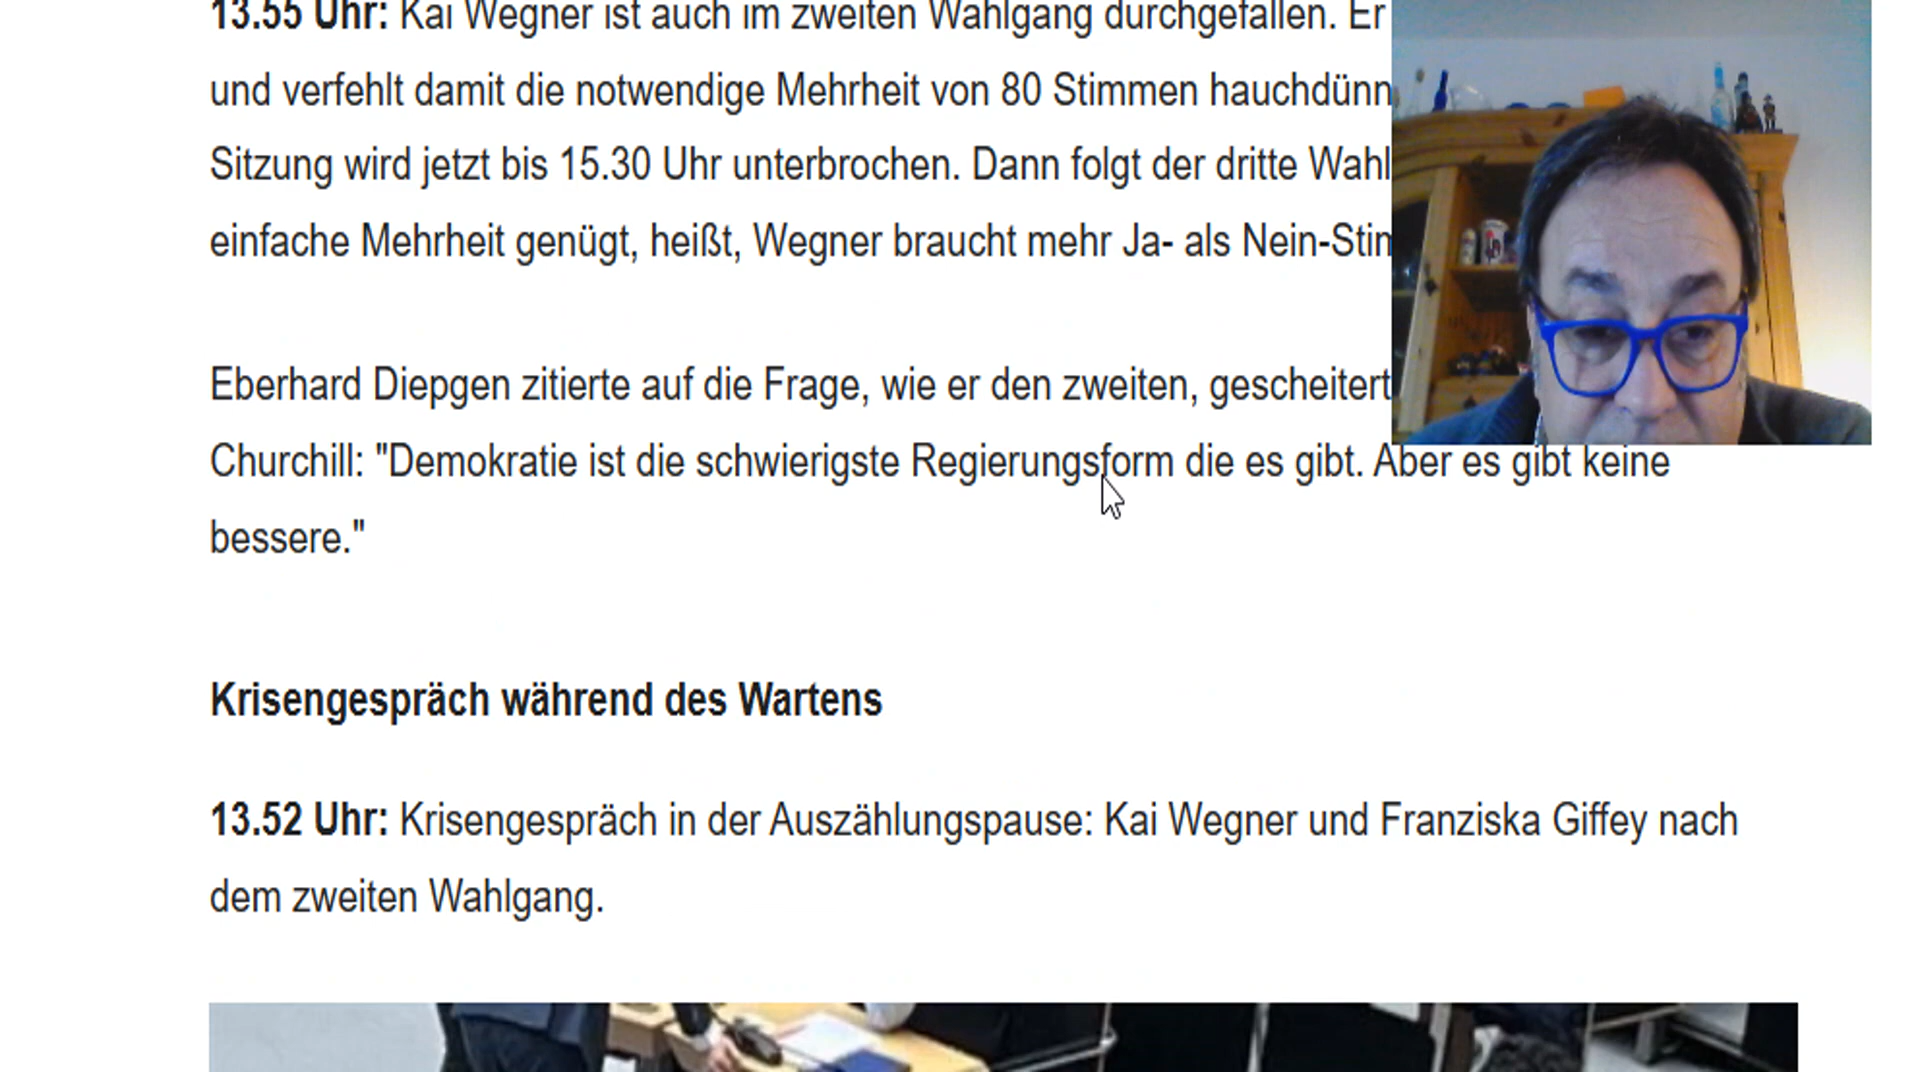 13.55 Uhr: Kai Wegner ist auch im zweiten Wahlgang durchgefallen. Er
und verfehlt damit die notwendige Mehrheit von 80 Stimmen hauchdünn
Sitzung wird jetzt bis 15.30 Uhr unterbrochen. Dann folgt der dritte Wahl
einfache Mehrheit genügt, heißt, Wegner braucht mehr Ja- als Nein-Stim
Eberhard Diepgen zitierte auf die Frage, wie er den zweiten, gescheitert
Churchill: "Demokratie ist die schwierigste Regierungsform die es gibt. Aber es gibt keine
bessere."
Krisengespräch während des Wartens
13.52 Uhr: Krisengespräch in der Auszählungspause: Kai Wegner und Franziska Giffey nach
dem zweiten Wahlgang.